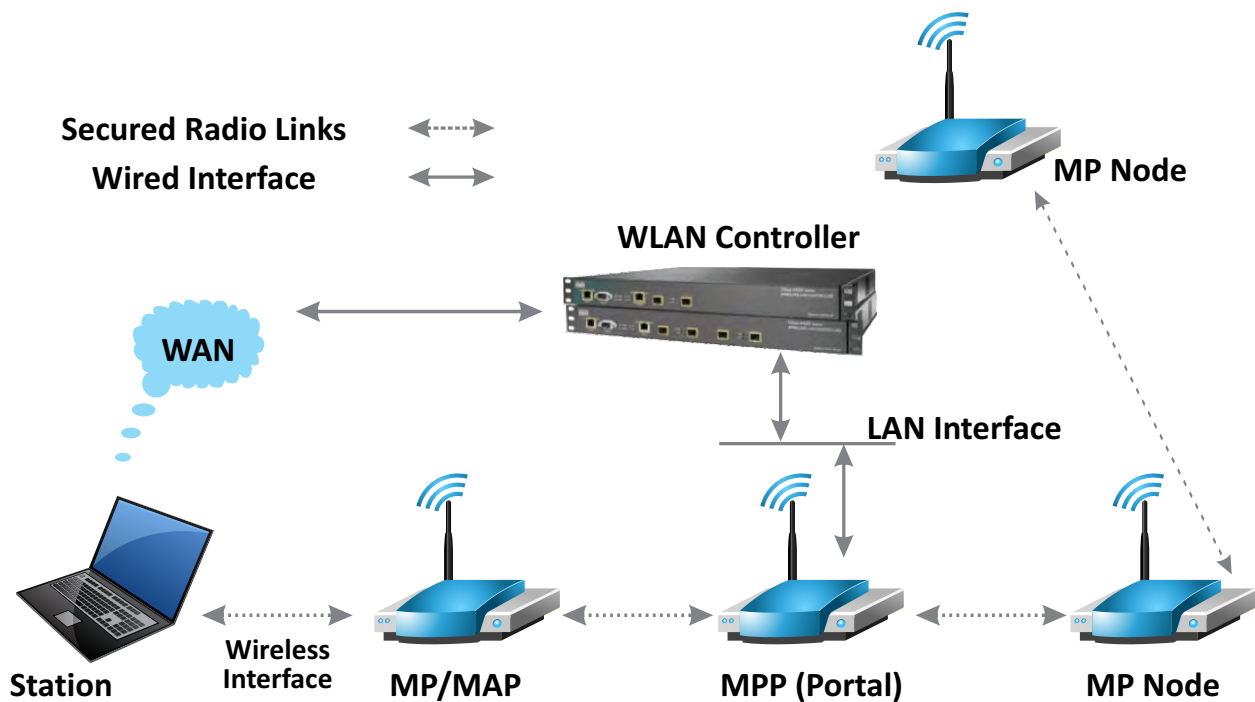 Secured Radio Links
Wired Interface
MP Node
WLAN Controller
WAN
LAN Interface
Wireless
Interface
Station
MP/MAP
MPP (Portal)
MP Node